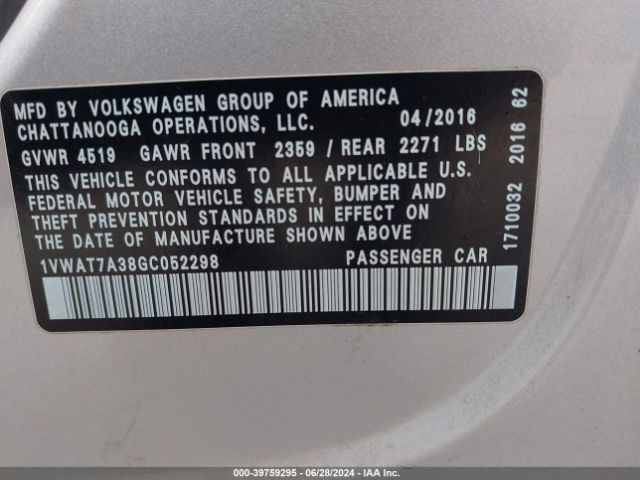 MFD BY VOLKSWAGEN GROUP OF AMERICA
CHATTANOOGA OPERATIONS, LLC. 04/2016
GVWR 4519 GAWR FRONT 2359 / REAR 2271 LBS
THIS VEHICLE CONFORMS TO ALL APPLICABLE U.S.
FEDERAL MOTOR VEHICLE SAFETY, BUMPER AND
THEFT PREVENTION STANDARDS IN EFFECT ON
THE DATE OF MANUFACTURE SHOWN ABOVE
1VWAT7A38GC052298 PASSENGER CAR
1710032 2016 62
000-39759295 - 06/28/2024 - IAA